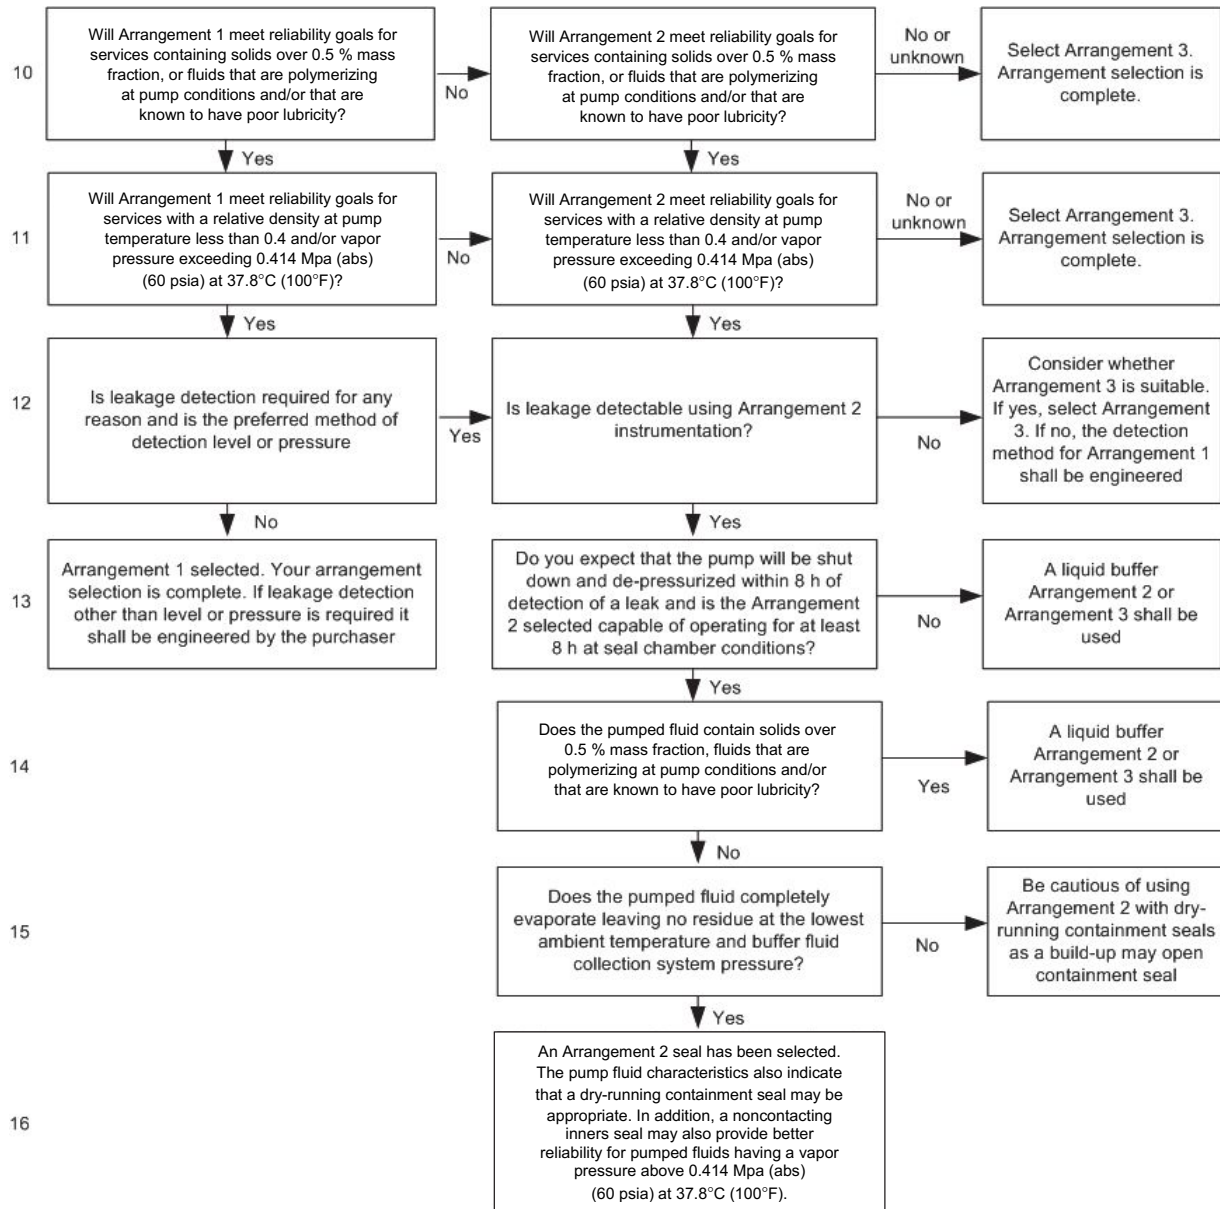 10
Will Arrangement 1 meet reliability goals for
services containing solids over 0.5 % mass
fraction, or fluids that are polymerizing
at pump conditions and/or that are
known to have poor lubricity?
No
Will Arrangement 2 meet reliability goals for
services containing solids over 0.5 % mass
fraction, or fluids that are polymerizing
at pump conditions and/or that are
known to have poor lubricity?
No or
unknown
Select Arrangement 3.
Arrangement selection is
complete.
Yes
11
Will Arrangement 1 meet reliability goals for
services with a relative density at pump
temperature less than 0.4 and/or vapor
pressure exceeding 0.414 Mpa (abs)
(60 psia) at 37.8°C (100°F)?
No
Yes
Will Arrangement 2 meet reliability goals for
services with a relative density at pump
temperature less than 0.4 and/or vapor
pressure exceeding 0.414 Mpa (abs)
(60 psia) at 37.8°C (100°F)?
No or
unknown
Select Arrangement 3.
Arrangement selection is
complete.
Yes
12
Is leakage detection required for any
reason and is the preferred method of
detection level or pressure
Yes
Yes
Is leakage detectable using Arrangement 2
instrumentation?
No
Consider whether
Arrangement 3 is suitable.
If yes, select Arrangement
3. If no, the detection
method for Arrangement 1
shall be engineered
No
13
Arrangement 1 selected. Your arrangement
selection is complete. If leakage detection
other than level or pressure is required it
shall be engineered by the purchaser
Yes
Do you expect that the pump will be shut
down and de-pressurized within 8 h of
detection of a leak and is the Arrangement
2 selected capable of operating for at least
8 h at seal chamber conditions?
No
A liquid buffer
Arrangement 2 or
Arrangement 3 shall be
used
Yes
14
Does the pumped fluid contain solids over
0.5 % mass fraction, fluids that are
polymerizing at pump conditions and/or
that are known to have poor lubricity?
Yes
A liquid buffer
Arrangement 2 or
Arrangement 3 shall be
used
No
15
Does the pumped fluid completely
evaporate leaving no residue at the lowest
ambient temperature and buffer fluid
collection system pressure?
No
Be cautious of using
Arrangement 2 with dry-
running containment seals
as a build-up may open
containment seal
Yes
16
An Arrangement 2 seal has been selected.
The pump fluid characteristics also indicate
that a dry-running containment seal may be
appropriate. In addition, a noncontacting
inners seal may also provide better
reliability for pumped fluids having a vapor
pressure above 0.414 Mpa (abs)
(60 psia) at 37.8°C (100°F).